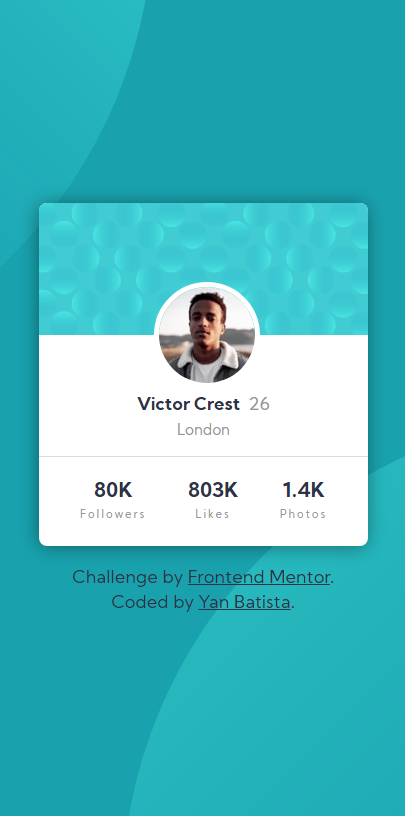 Victor Crest 26
London
80K 803K 1.4K
Followers Likes Photos
Challenge by Frontend Mentor.
Coded by Yan Batista.